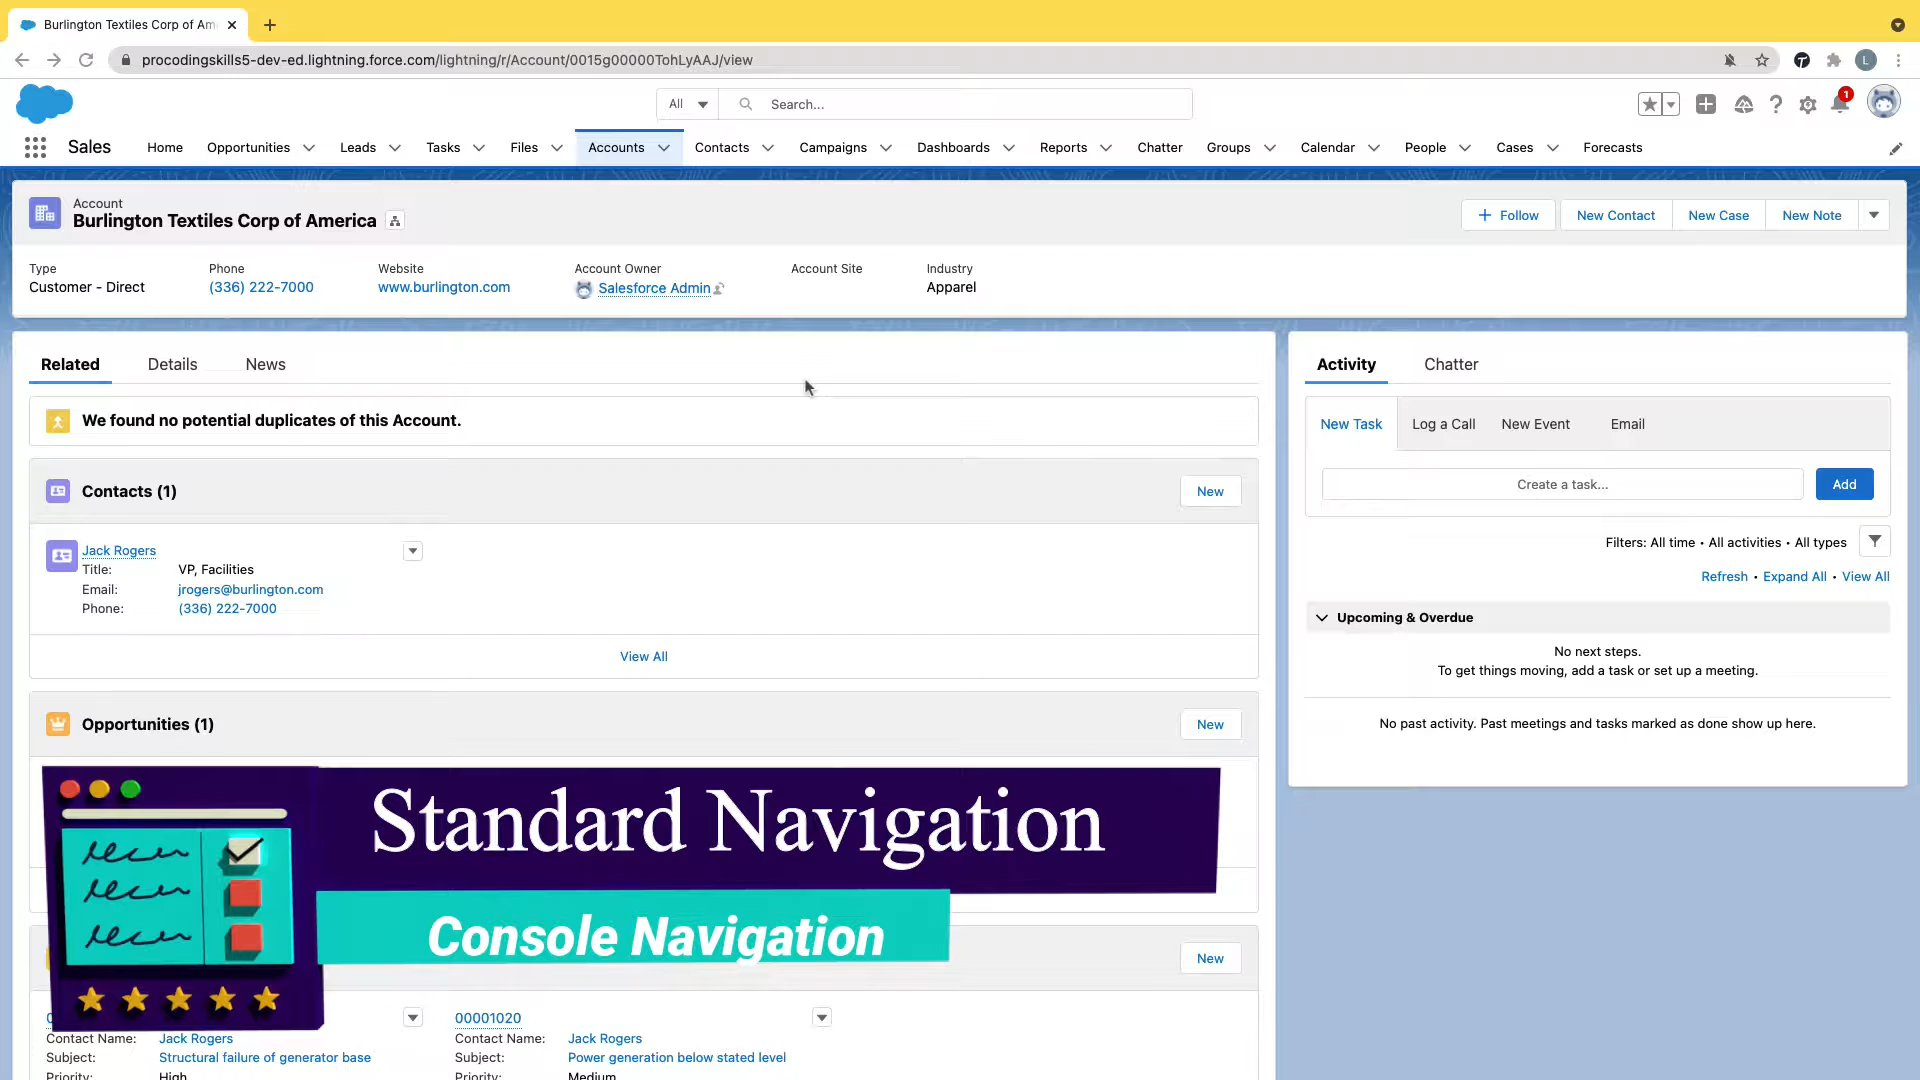 Burlington Textiles Corp of Am
procodingskills5-dev-ed.lightning.force.com/lightning/r/Account/0015g00000TohLyAAJ/view
L
All
Search...
1
Sales
Home
Opportunities
Leads
Tasks
Files
Accounts
Contacts
Campaigns
Dashboards
Reports
Chatter
Groups
Calendar
People
Cases
Forecasts
Account
Burlington Textiles Corp of America
Follow
New Contact
New Case
New Note
Type
Customer - Direct
Phone
(336) 222-7000
Website
www.burlington.com
Account Owner
Salesforce Admin
Account Site
Industry
Apparel
Related
Details
News
We found no potential duplicates of this Account.
Contacts (1)
New
Jack Rogers
Title: VP, Facilities
Email: jrogers@burlington.com
Phone: (336) 222-7000
View All
Opportunities (1)
New
Standard Navigation
Console Navigation
New
Contact Name: Jack Rogers
Subject: Structural failure of generator base
Priority: High
00001020
Contact Name: Jack Rogers
Subject: Power generation below stated level
Priority: Medium
Activity
Chatter
New Task
Log a Call
New Event
Email
Create a task...
Add
Filters: All time • All activities • All types
Refresh • Expand All • View All
Upcoming & Overdue
No next steps.
To get things moving, add a task or set up a meeting.
No past activity. Past meetings and tasks marked as done show up here.